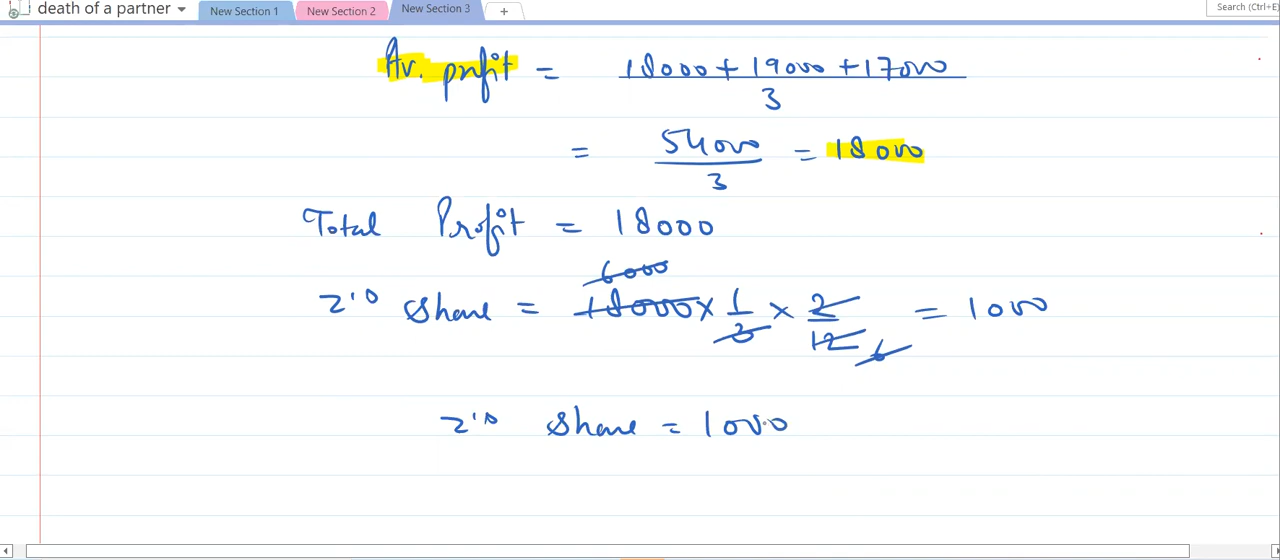 death of a partner New Section 1 New Section 2 New Section 3 + Search (Ctrl+E)
Av. profit = 18000 + 19000 + 17000
3
= 54000 = 18000
3
Total Profit = 18000
6000
Z's share = 18000 × 1 × 2 = 1000
3 12 6
Z's share = 1000